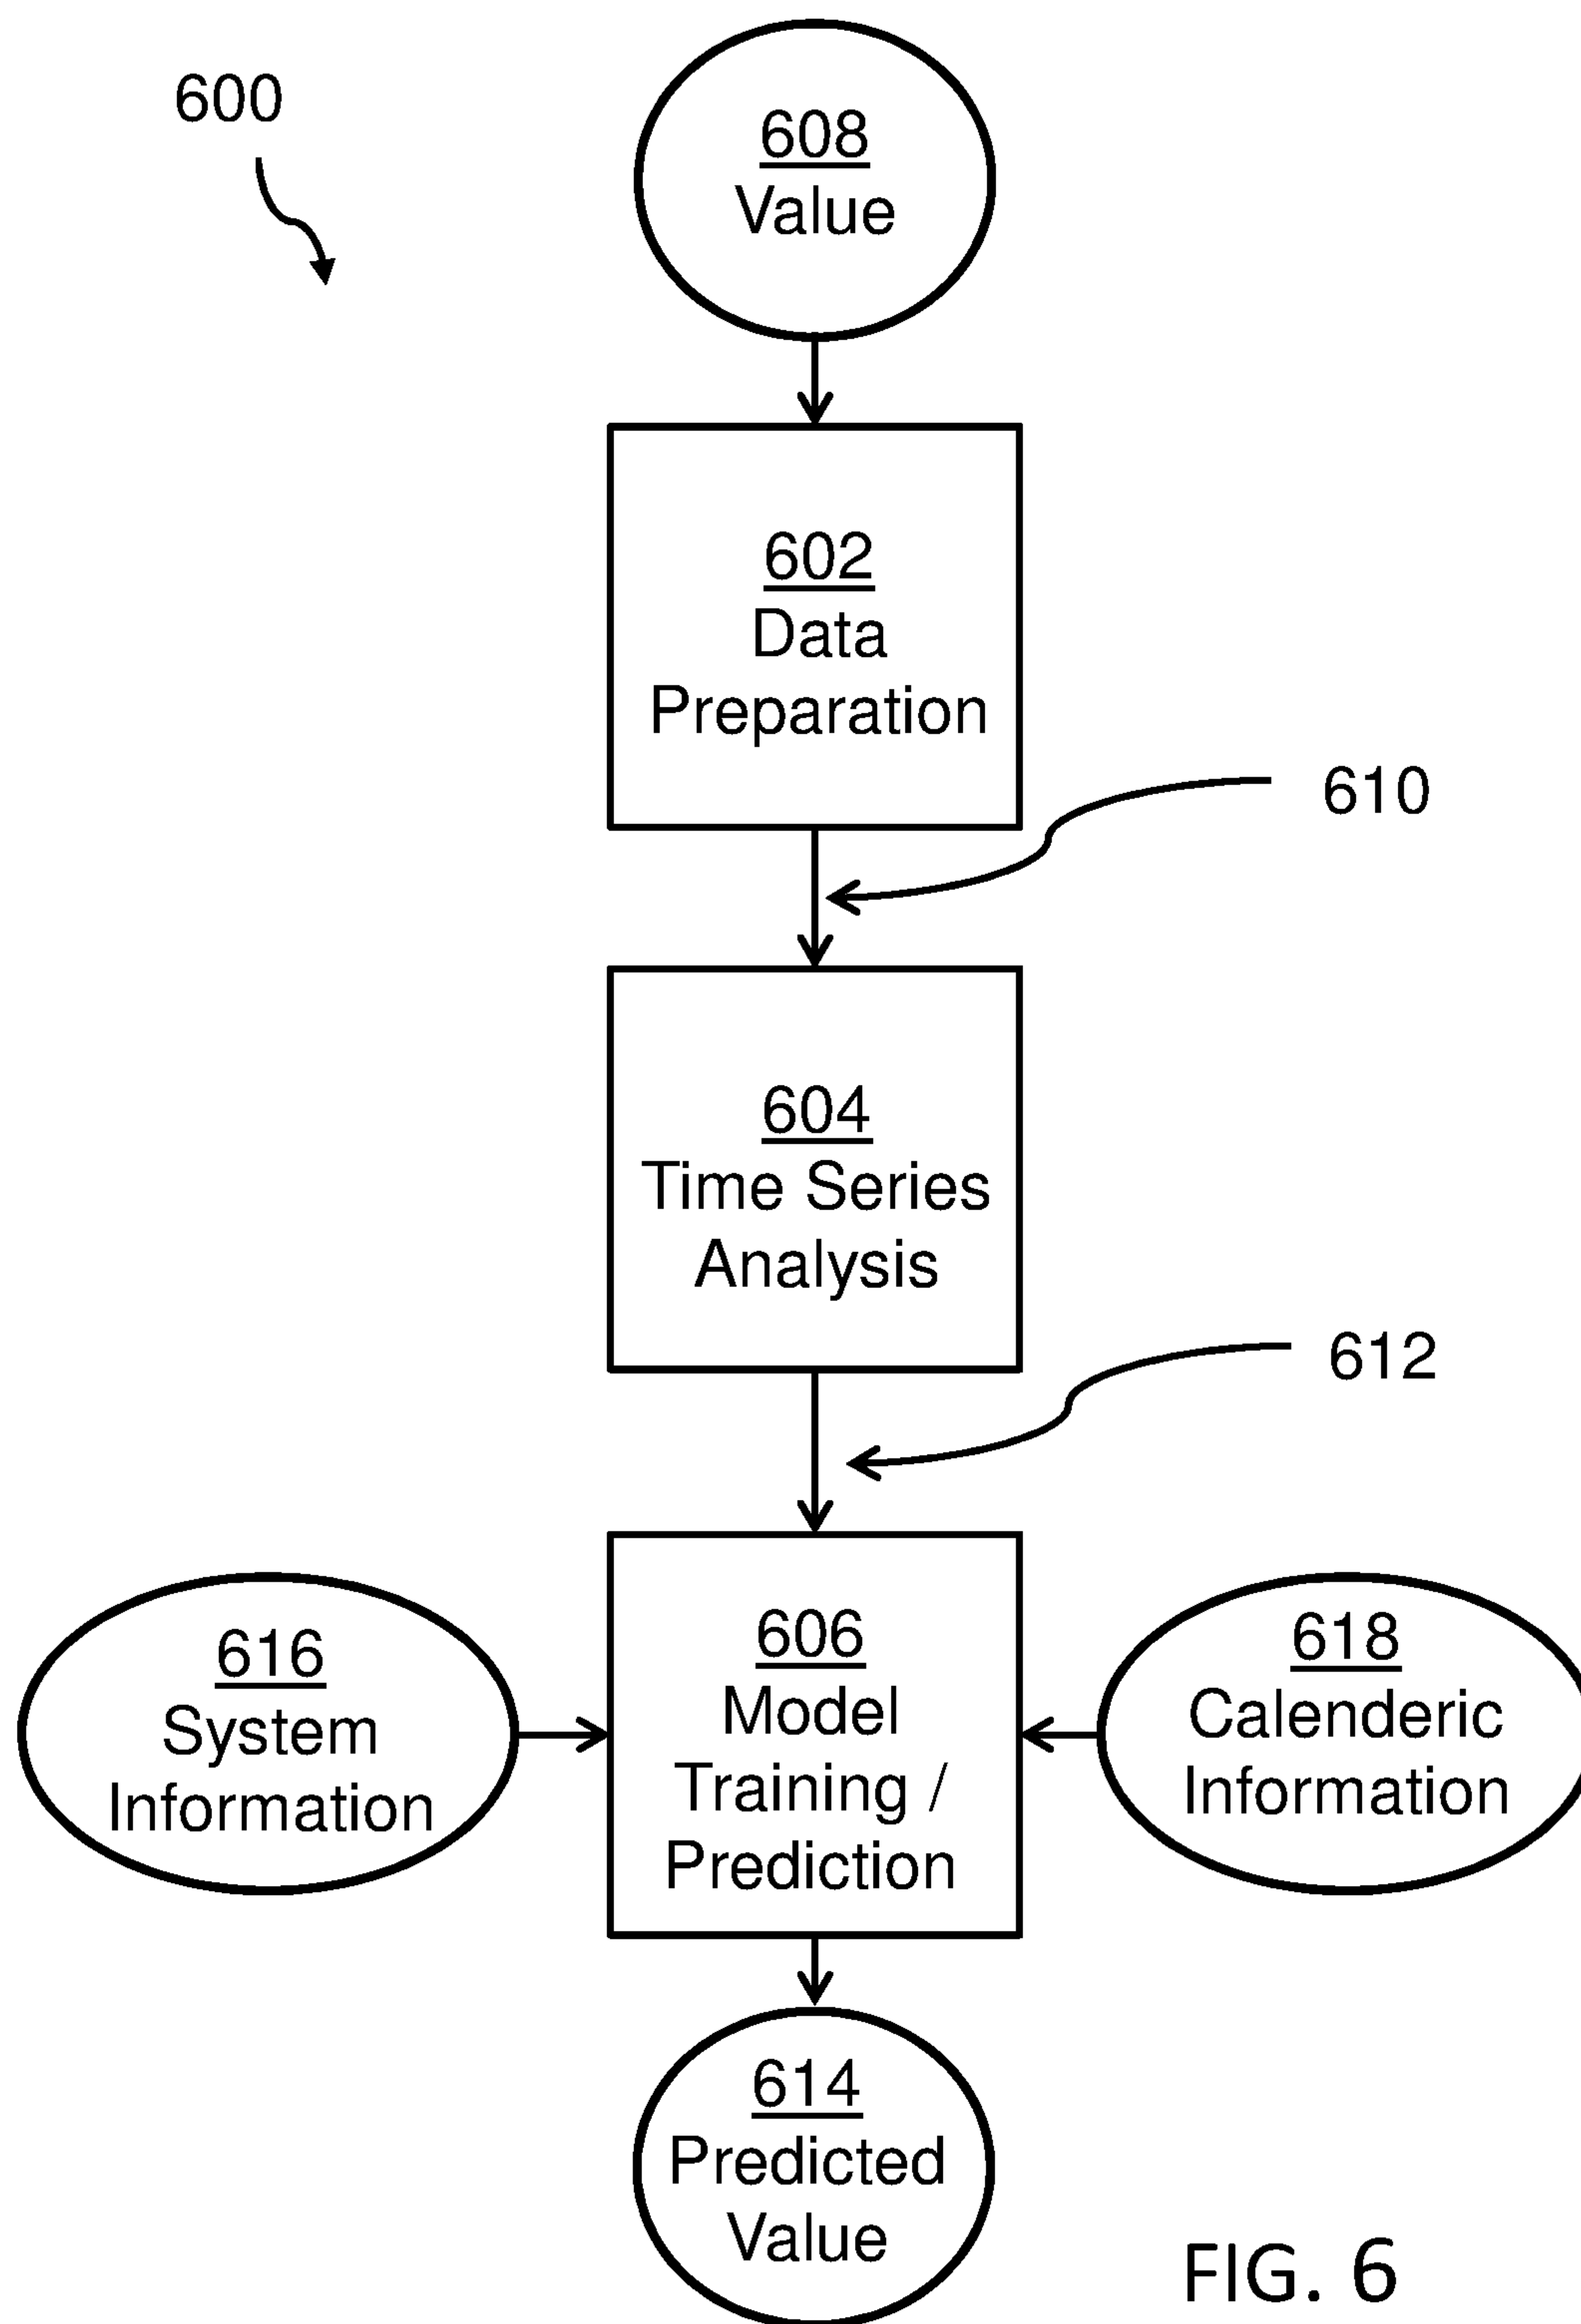 600
608
Value
602
Data
Preparation
610
604
Time Series
Analysis
612
616
System
Information
606
Model
Training /
Prediction
618
Calenderic
Information
614
Predicted
Value
FIG. 6